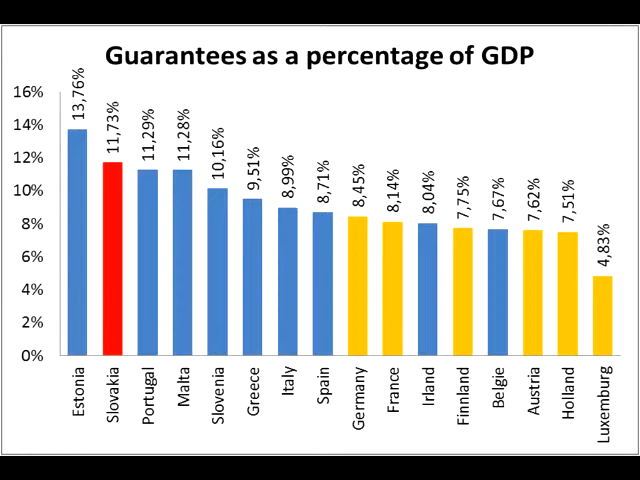 Guarantees as a percentage of GDP
16%
14%
12%
10%
8%
6%
4%
2%
0%
13,76%
11,73%
11,29%
11,28%
10,16%
9,51%
8,99%
8,71%
8,45%
8,14%
8,04%
7,75%
7,67%
7,62%
7,51%
4,83%
Estonia
Slovakia
Portugal
Malta
Slovenia
Greece
Italy
Spain
Germany
France
Irland
Finnland
Belgie
Austria
Holland
Luxemburg